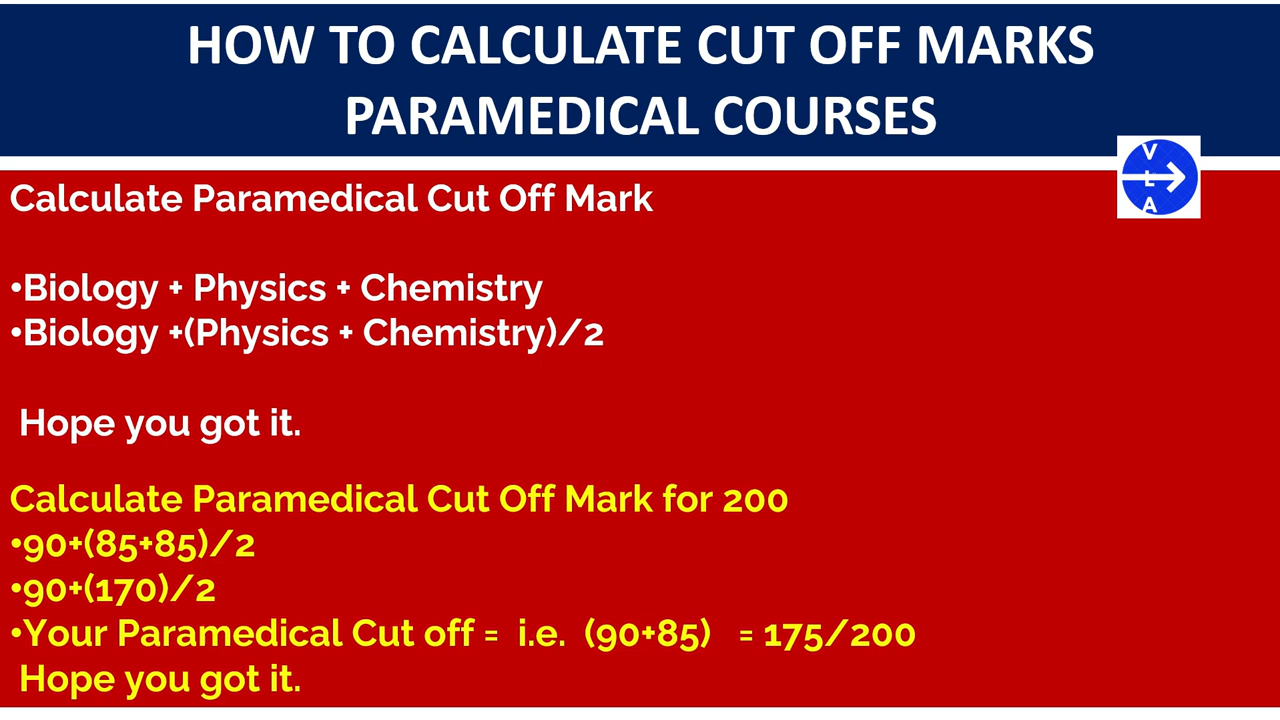 HOW TO CALCULATE CUT OFF MARKS
PARAMEDICAL COURSES
V
L
A
Calculate Paramedical Cut Off Mark
•Biology + Physics + Chemistry
•Biology +(Physics + Chemistry)/2
Hope you got it.
Calculate Paramedical Cut Off Mark for 200
•90+(85+85)/2
•90+(170)/2
•Your Paramedical Cut off = i.e. (90+85) = 175/200
Hope you got it.